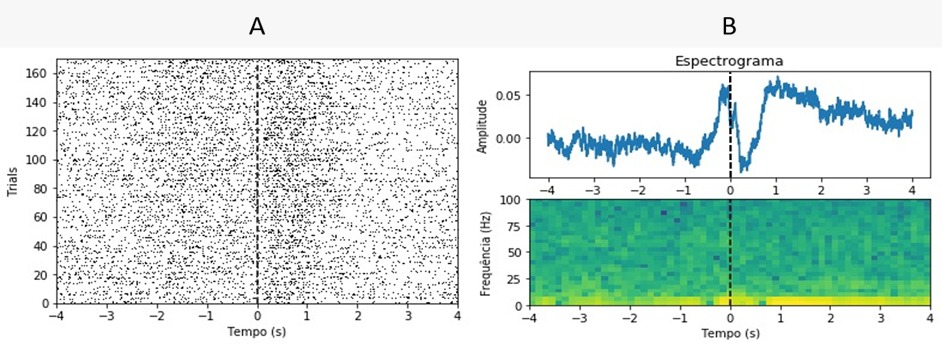 A
B
160
140
120
100
80
60
40
20
0
Trials
−4 −3 −2 −1 0 1 2 3 4
Tempo (s)
Espectrograma
0.05
0.00
Amplitude
−4 −3 −2 −1 0 1 2 3 4
100
75
50
25
0
Frequência (Hz)
−4 −3 −2 −1 0 1 2 3 4
Tempo (s)